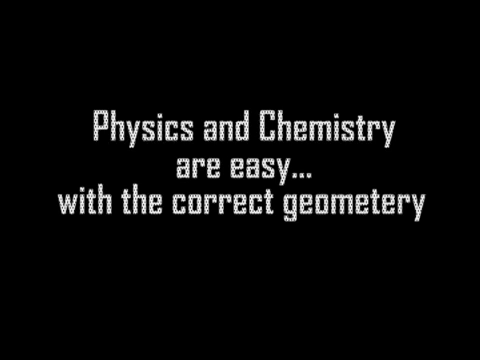 Physics and Chemistry
are easy...
with the correct geometery